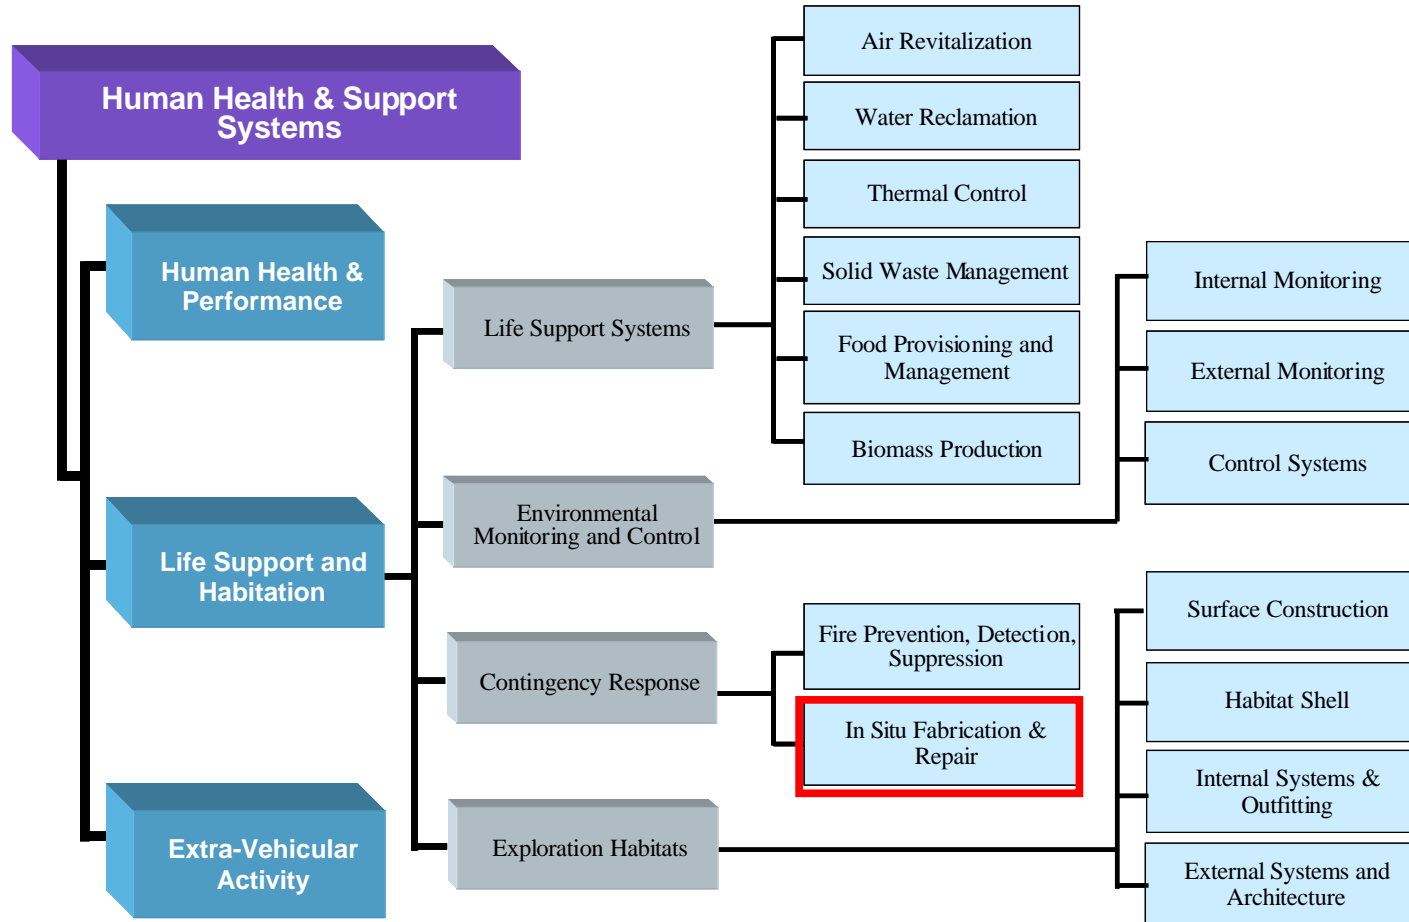 Human Health & Support
Systems
Human Health &
Performance
Life Support and
Habitation
Extra-Vehicular
Activity
Life Support Systems
Environmental
Monitoring and Control
Contingency Response
Exploration Habitats
Air Revitalization
Water Reclamation
Thermal Control
Solid Waste Management
Food Provisioning and
Management
Biomass Production
Fire Prevention, Detection,
Suppression
In Situ Fabrication &
Repair
Internal Monitoring
External Monitoring
Control Systems
Surface Construction
Habitat Shell
Internal Systems &
Outfitting
External Systems and
Architecture